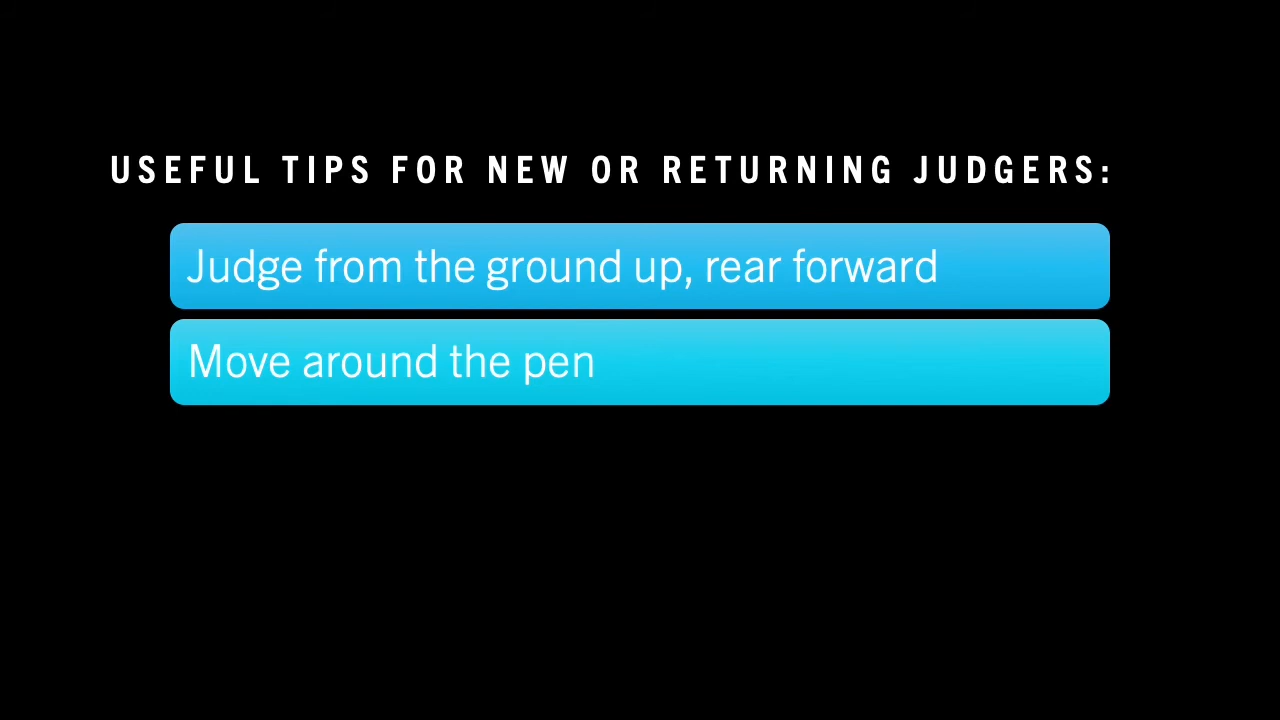 USEFUL TIPS FOR NEW OR RETURNING JUDGERS:
Judge from the ground up, rear forward
Move around the pen